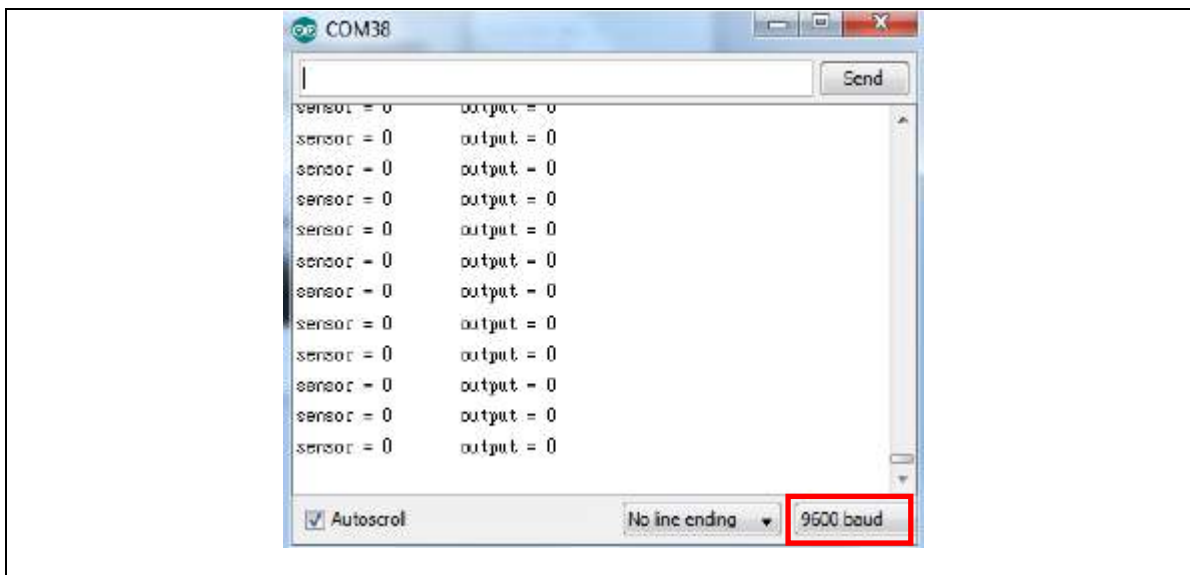 COM38
Send
sensor = 0 output = 0
sensor = 0 output = 0
sensor = 0 output = 0
sensor = 0 output = 0
sensor = 0 output = 0
sensor = 0 output = 0
sensor = 0 output = 0
sensor = 0 output = 0
sensor = 0 output = 0
sensor = 0 output = 0
sensor = 0 output = 0
sensor = 0 output = 0
Autoscroll
No line ending 9600 baud